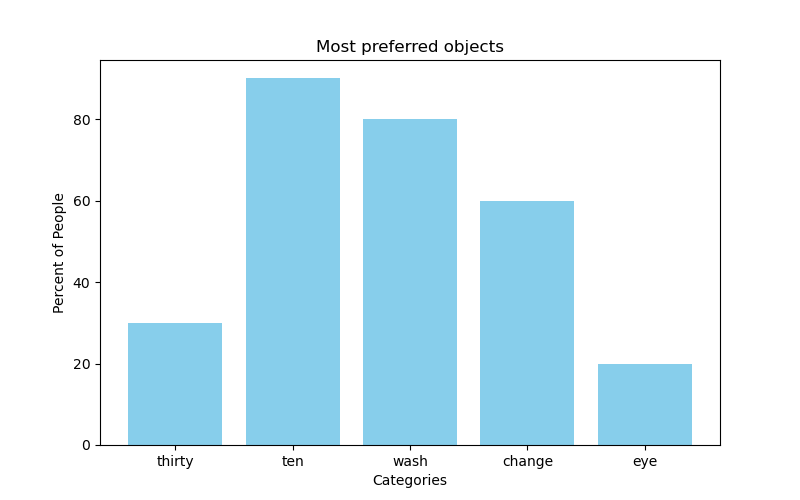 Most preferred objects
Percent of People
80
60
40
20
0
thirty ten wash change eye
Categories